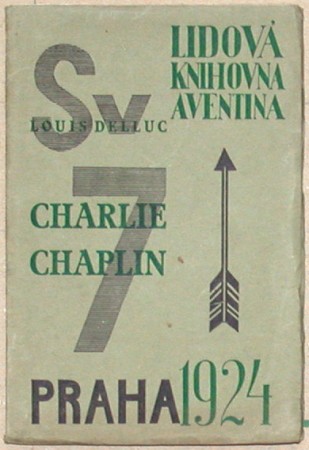 Sv
LOUIS DELLUC
LIDOVÁ
KNIHOVNA
AVENTINA
7
CHARLIE
CHAPLIN
PRAHA 1924